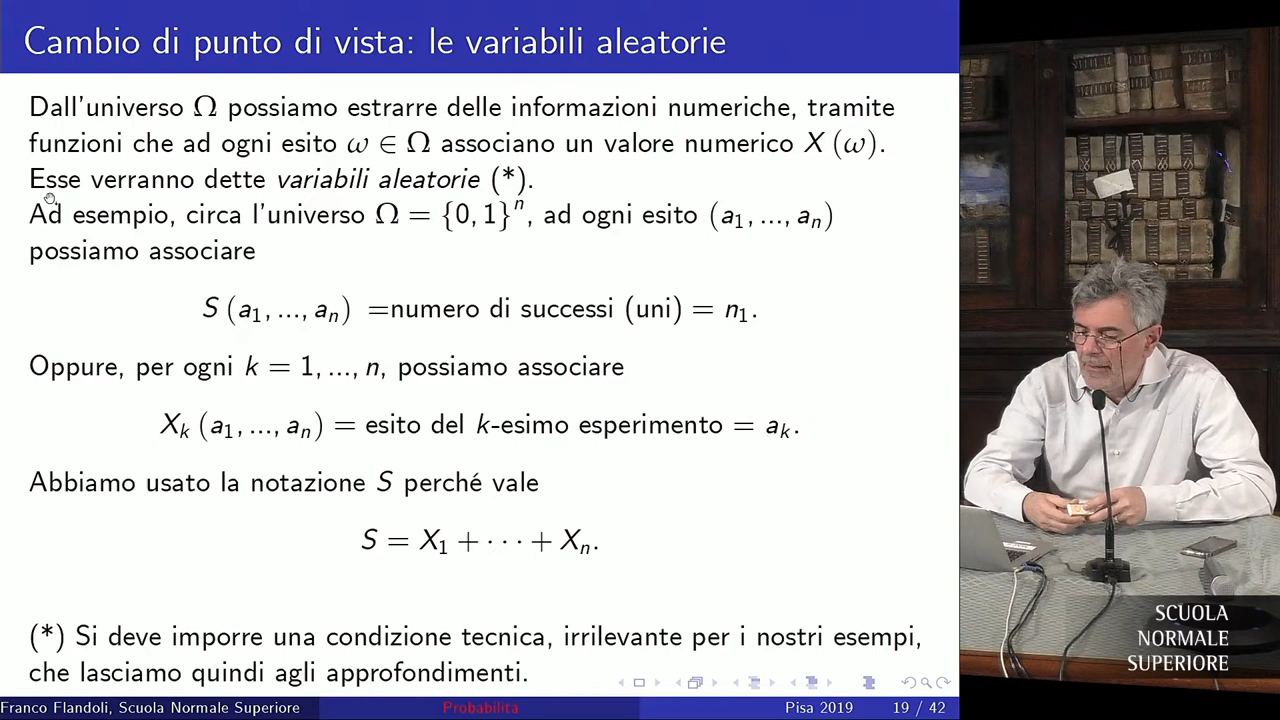 Cambio di punto di vista: le variabili aleatorie
Dall'universo Ω possiamo estrarre delle informazioni numeriche, tramite
funzioni che ad ogni esito ω ∈ Ω associano un valore numerico X (ω).
Esse verranno dette variabili aleatorie (*).
Ad esempio, circa l'universo Ω = {0, 1}ⁿ, ad ogni esito (a₁, ..., aₙ)
possiamo associare
S (a₁, ..., aₙ) =numero di successi (uni) = n₁.
Oppure, per ogni k = 1, ..., n, possiamo associare
Xₖ (a₁, ..., aₙ) = esito del k-esimo esperimento = aₖ.
Abbiamo usato la notazione S perché vale
S = X₁ + · · · + Xₙ.
(*) Si deve imporre una condizione tecnica, irrilevante per i nostri esempi,
che lasciamo quindi agli approfondimenti.
Franco Flandoli, Scuola Normale Superiore Probabilità Pisa 2019 19 / 42
SCUOLA
NORMALE
SUPERIORE